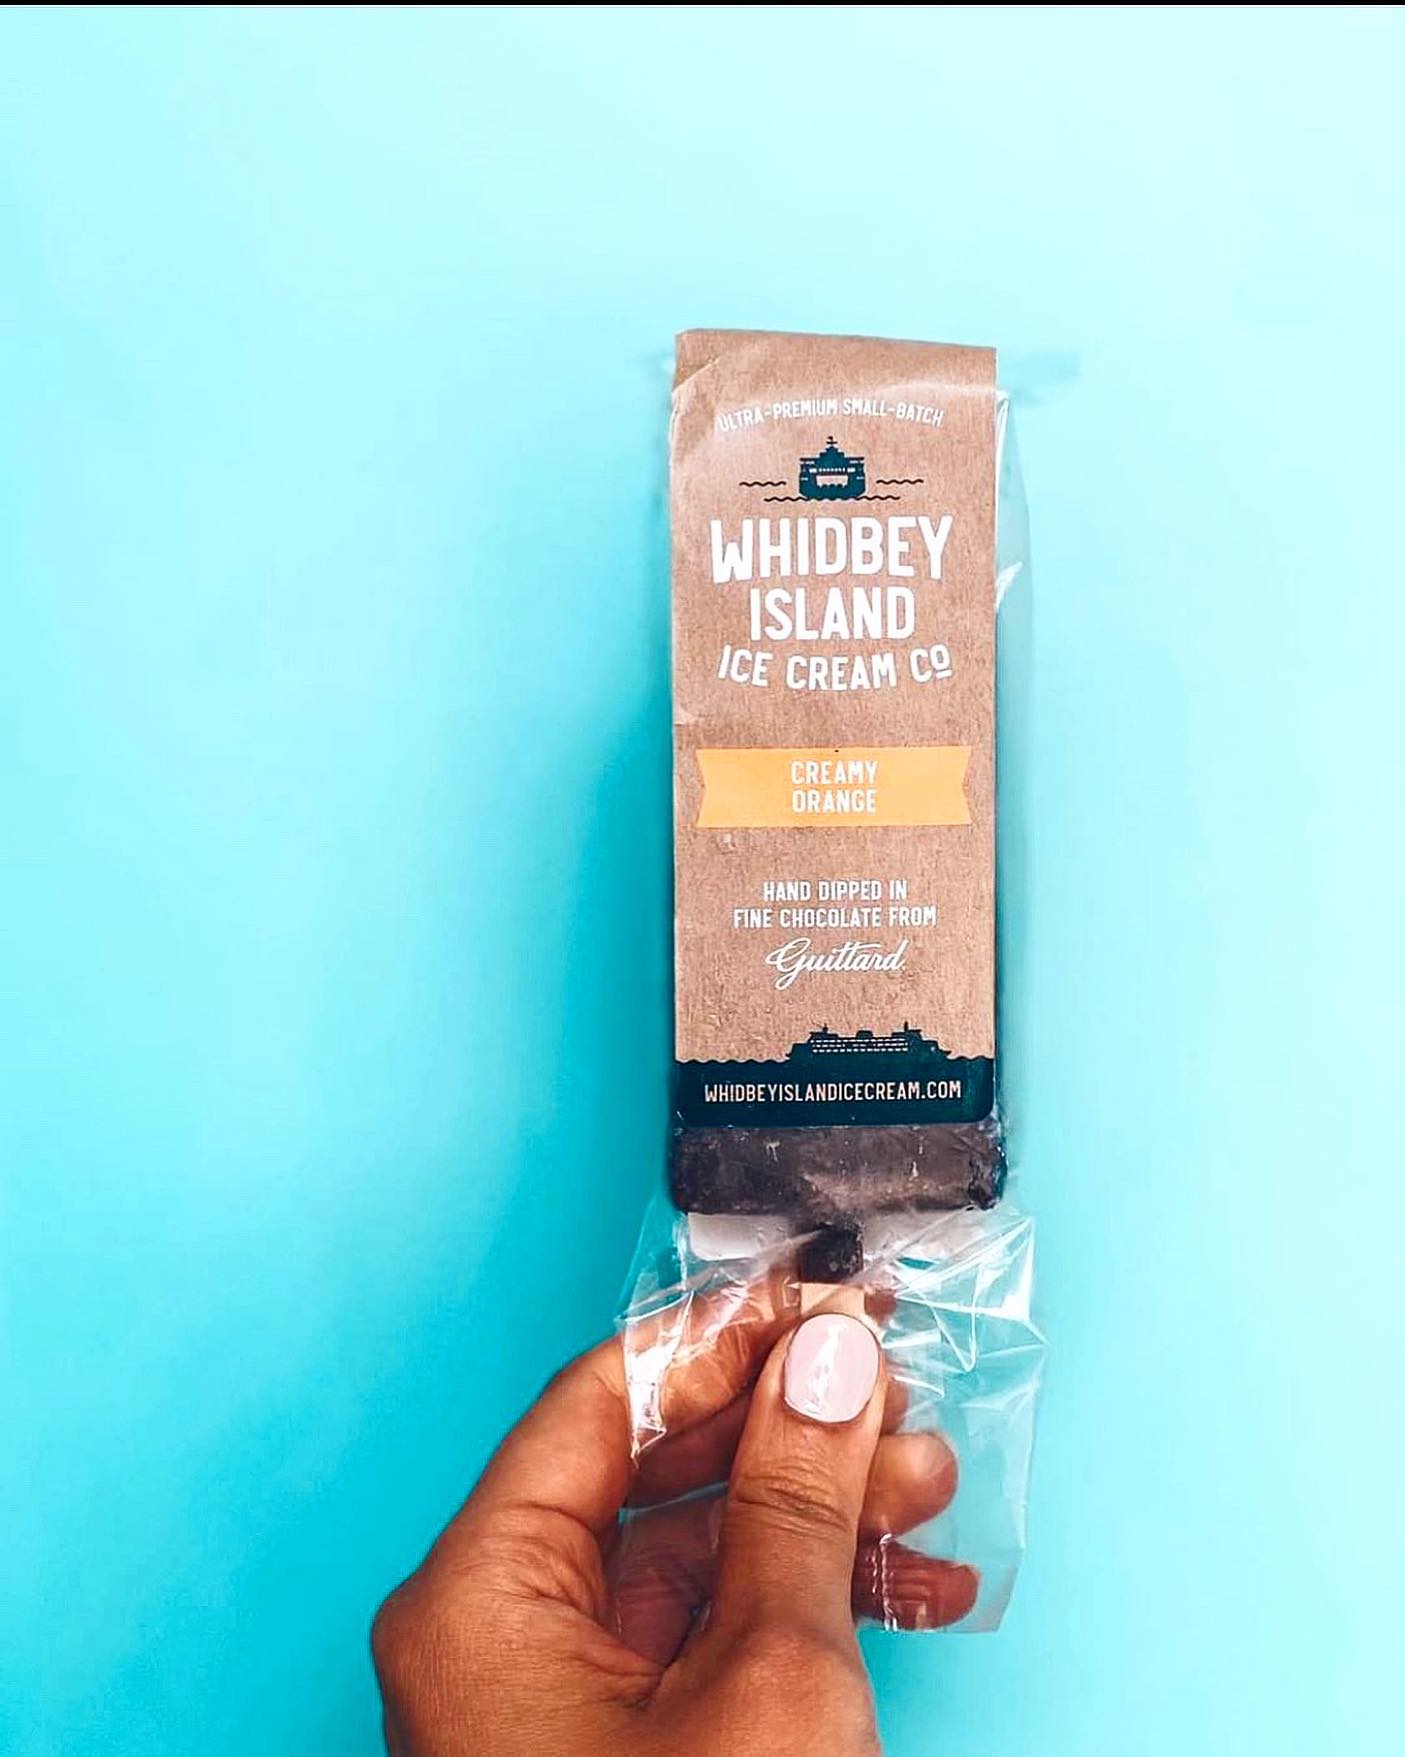 ULTRA-PREMIUM SMALL-BATCH
WHIDBEY
ISLAND
ICE CREAM Cº
CREAMY
ORANGE
HAND DIPPED IN
FINE CHOCOLATE FROM
Guittard
WHIDBEYISLANDICECREAM.COM